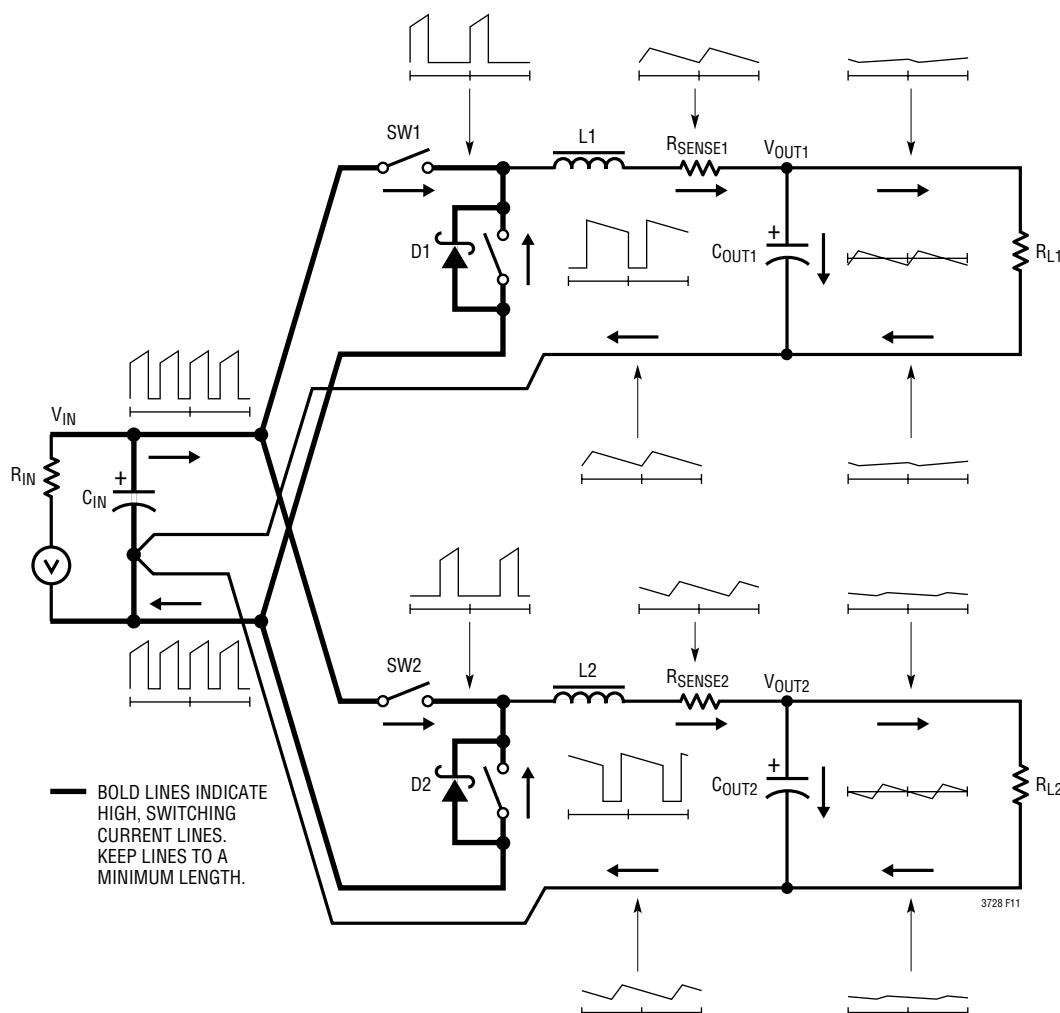 SW1
L1
RSENSE1
VOUT1
D1
COUT1
+
RL1
VIN
RIN
+
CIN
V
SW2
L2
RSENSE2
VOUT2
D2
COUT2
+
RL2
BOLD LINES INDICATE
HIGH, SWITCHING
CURRENT LINES.
KEEP LINES TO A
MINIMUM LENGTH.
3728 F11